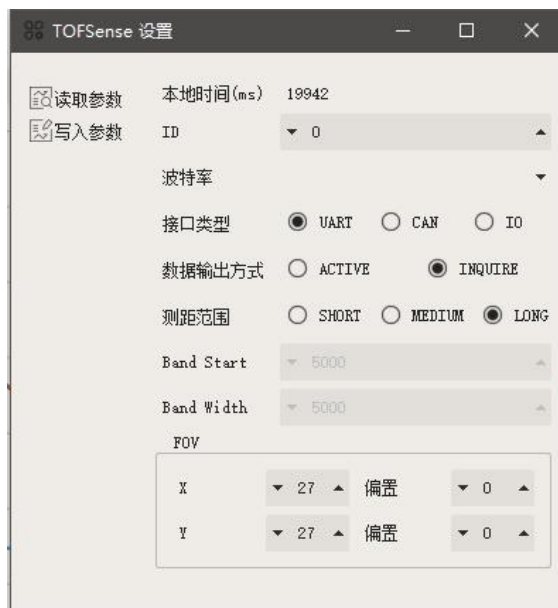 TOFSense 设置
读取参数
写入参数
本地时间(ms) 19942
ID 0
波特率
接口类型 UART CAN IO
数据输出方式 ACTIVE INQUIRE
测距范围 SHORT MEDIUM LONG
Band Start 5000
Band Width 5000
FOV
X 27 偏置 0
Y 27 偏置 0